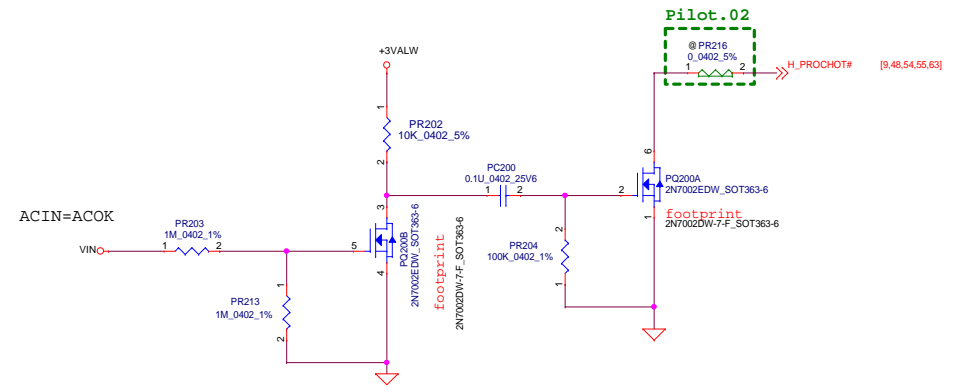 Pilot.02
@ PR216
0_0402_5%
1
2
H_PROCHOT#
[9,48,54,55,63]
+3VALW
1
PR202
10K_0402_5%
2
PC200
0.1U_0402_25V6
1
2
6
PQ200A
2N7002EDW_SOT363-6
2
footprint
2N7002DW-7-F_SOT363-6
1
ACIN=ACOK
PR203
1M_0402_1%
VIN
1
2
3
5
4
PQ200B
2N7002EDW_SOT363-6
footprint
2N7002DW-7-F_SOT363-6
2
PR204
100K_0402_1%
1
1
PR213
1M_0402_1%
2